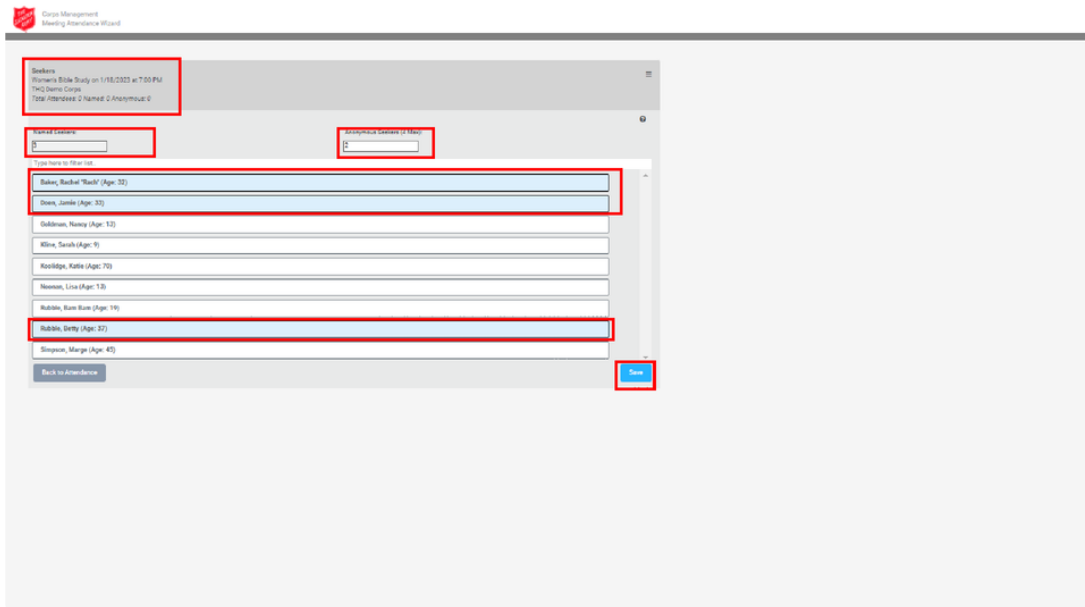 THE SALVATION ARMY
Corps Management
Meeting Attendance Wizard
Seekers
Women's Bible Study on 1/18/2023 at 7:00 PM
THQ Demo Corps
Total Attendees: 0 Named: 0 Anonymous: 0
Named Seekers:
3
Anonymous Seekers
2
Type here to filter list...
Baker, Rachel "Rach" (Age: 32)
Doen, Jamie (Age: 33)
Goldman, Nancy (Age: 12)
Kline, Sarah (Age: 9)
Koolidge, Katie (Age: 70)
Noonan, Lisa (Age: 13)
Rubble, Bam Bam (Age: 19)
Rubble, Betty (Age: 37)
Simpson, Marge (Age: 45)
Back to Attendance
Save